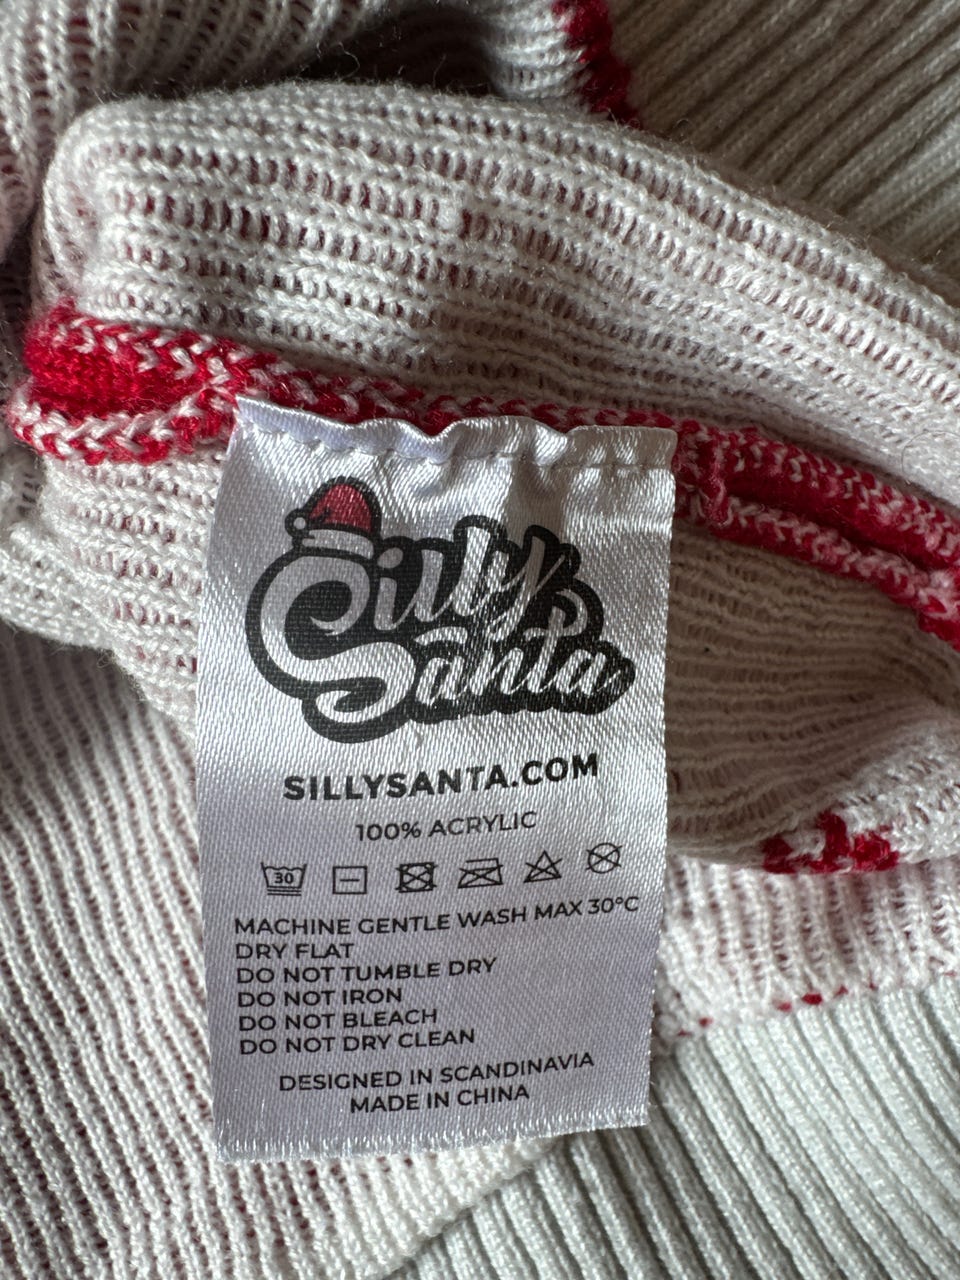 Silly
Santa
SILLYSANTA.COM
100% ACRYLIC
30
MACHINE GENTLE WASH MAX 30°C
DRY FLAT
DO NOT TUMBLE DRY
DO NOT IRON
DO NOT BLEACH
DO NOT DRY CLEAN
DESIGNED IN SCANDINAVIA
MADE IN CHINA